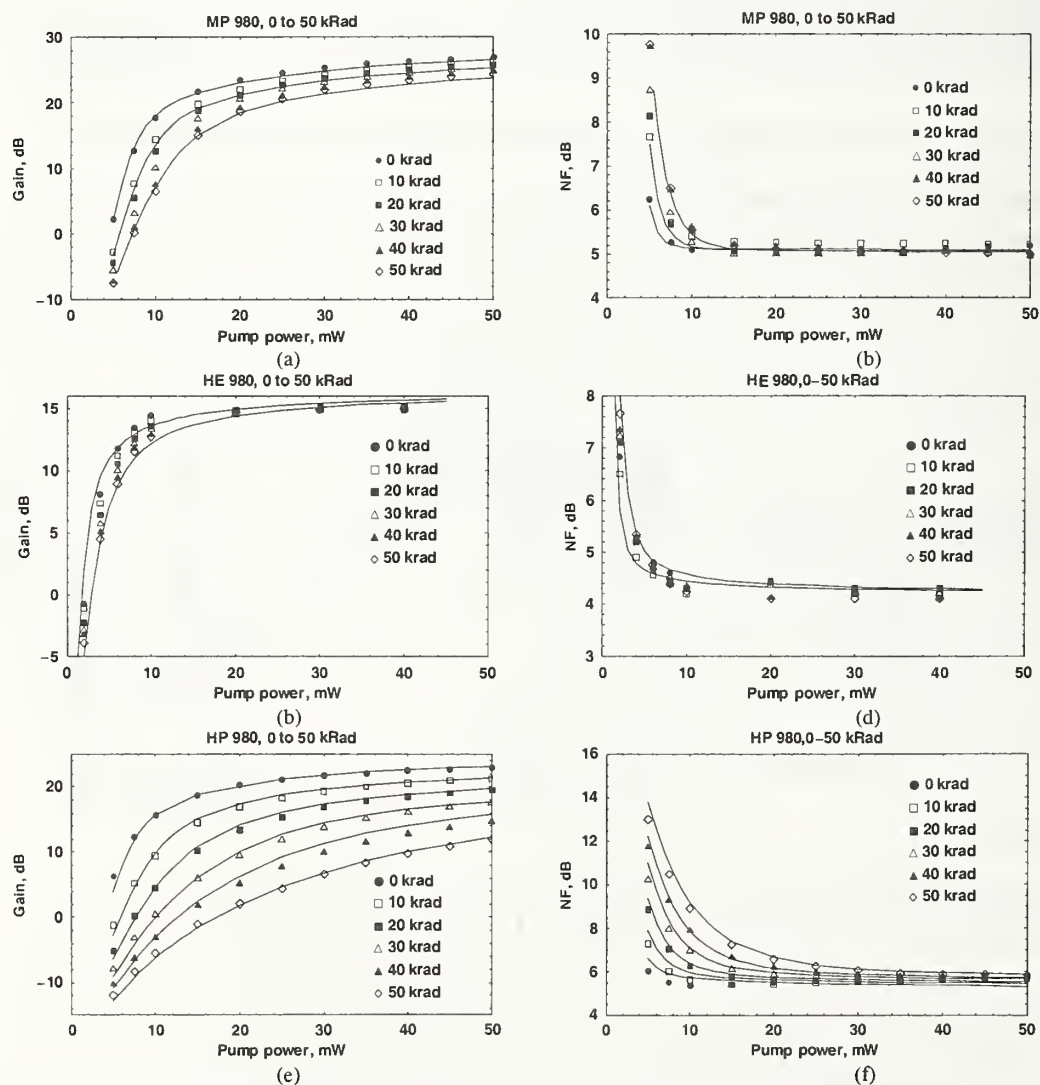 MP 980, 0 to 50 kRad
30
20
10
0
−10
Gain, dB
0 krad
10 krad
20 krad
30 krad
40 krad
50 krad
0 10 20 30 40 50
Pump power, mW
(a)
MP 980, 0 to 50 kRad
10
9
8
7
6
5
4
NF, dB
0 krad
10 krad
20 krad
30 krad
40 krad
50 krad
0 10 20 30 40 50
Pump power, mW
(b)
HE 980, 0 to 50 kRad
15
10
5
0
−5
Gain, dB
0 krad
10 krad
20 krad
30 krad
40 krad
50 krad
0 10 20 30 40 50
Pump power, mW
(b)
HE 980,0−50 kRad
8
7
6
5
4
3
NF, dB
0 krad
10 krad
20 krad
30 krad
40 krad
50 krad
0 10 20 30 40 50
Pump power, mW
(d)
HP 980, 0 to 50 kRad
20
10
0
−10
Gain, dB
0 krad
10 krad
20 krad
30 krad
40 krad
50 krad
0 10 20 30 40 50
Pump power, mW
(e)
HP 980,0−50 kRad
16
14
12
10
8
6
4
NF, dB
0 krad
10 krad
20 krad
30 krad
40 krad
50 krad
0 10 20 30 40 50
Pump power, mW
(f)